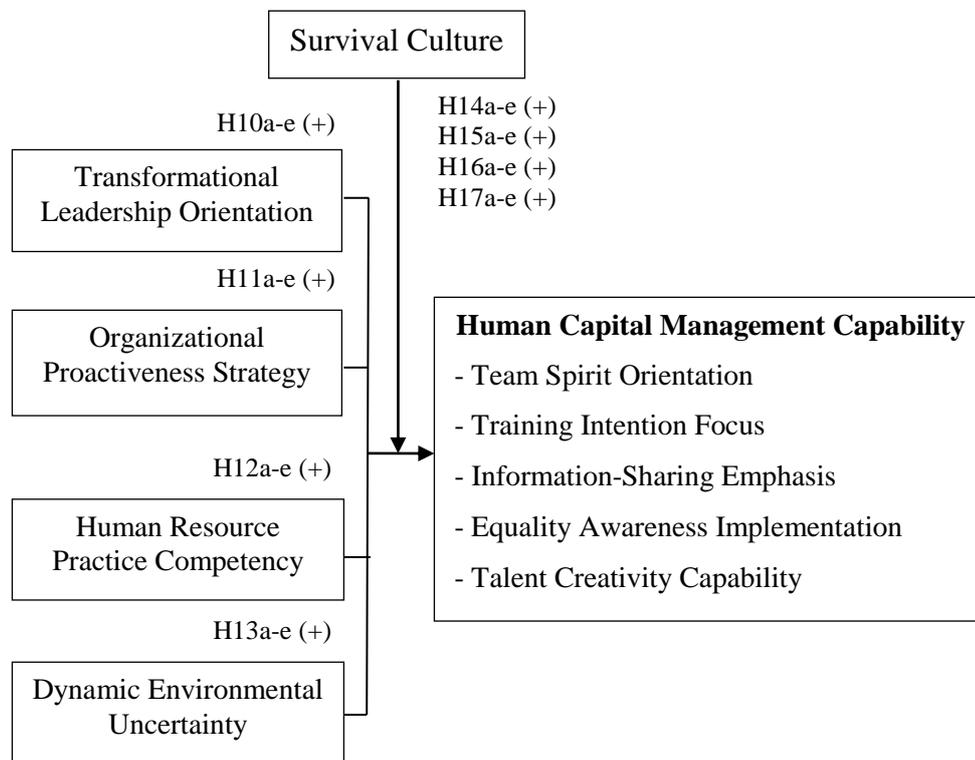 Survival Culture
H14a-e (+)
H15a-e (+)
H16a-e (+)
H17a-e (+)
H10a-e (+)
Transformational
Leadership Orientation
H11a-e (+)
Organizational
Proactiveness Strategy
H12a-e (+)
Human Resource
Practice Competency
H13a-e (+)
Dynamic Environmental
Uncertainty
Human Capital Management Capability
- Team Spirit Orientation
- Training Intention Focus
- Information-Sharing Emphasis
- Equality Awareness Implementation
- Talent Creativity Capability